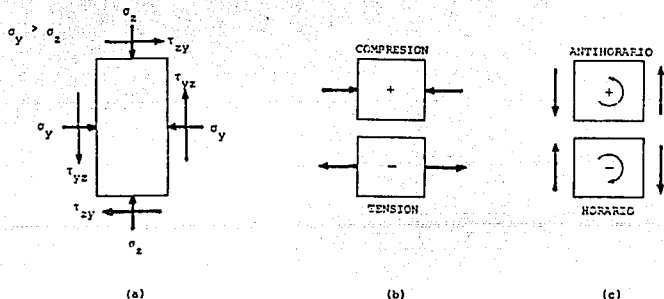 σy > σz
σz
τzy
τyz
σy
σy
τyz
τzy
σz
(a)
COMPRESION
+
−
TENSION
(b)
ANTIHORARIO
+
−
HORARIO
(c)